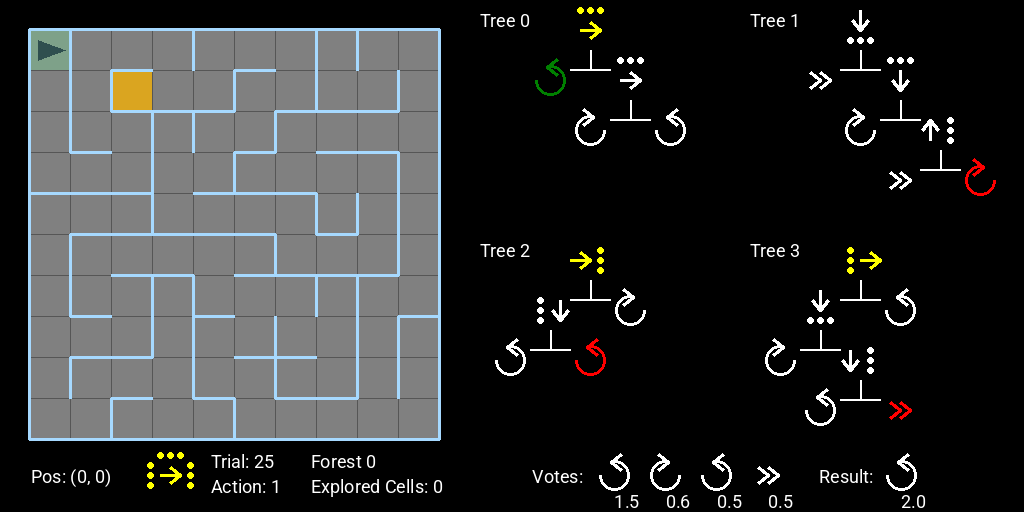 Tree 0
Tree 1
Tree 2
Tree 3
Pos: (0, 0)
Trial: 25
Forest 0
Action: 1
Explored Cells: 0
Votes:
1.5
0.6
0.5
0.5
Result:
2.0